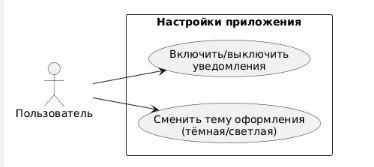 Настройки приложения
Включить/выключить
уведомления
Пользователь
Сменить тему оформления
(тёмная/светлая)